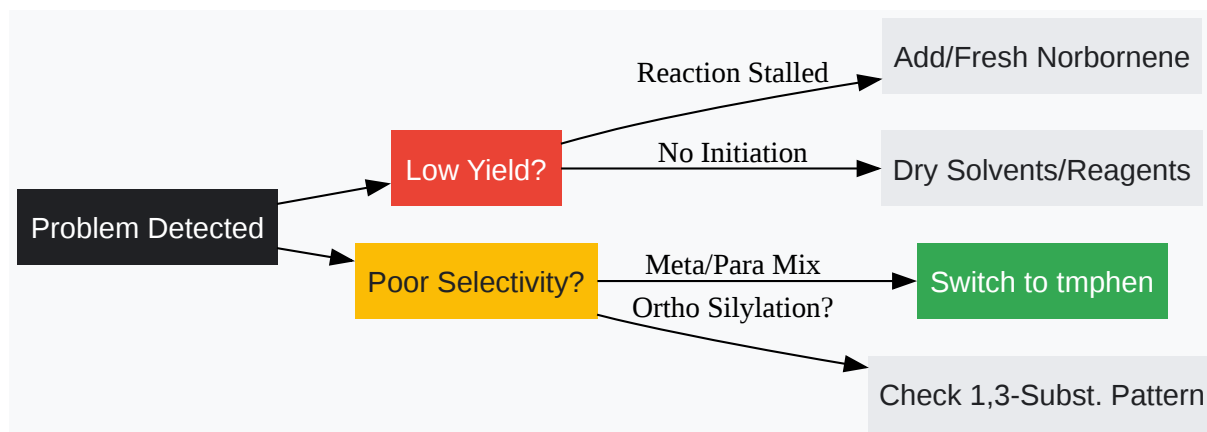 Problem Detected
Low Yield?
Poor Selectivity?
Reaction Stalled
No Initiation
Meta/Para Mix
Ortho Silylation?
Add/Fresh Norbornene
Dry Solvents/Reagents
Switch to tmphen
Check 1,3-Subst. Pattern